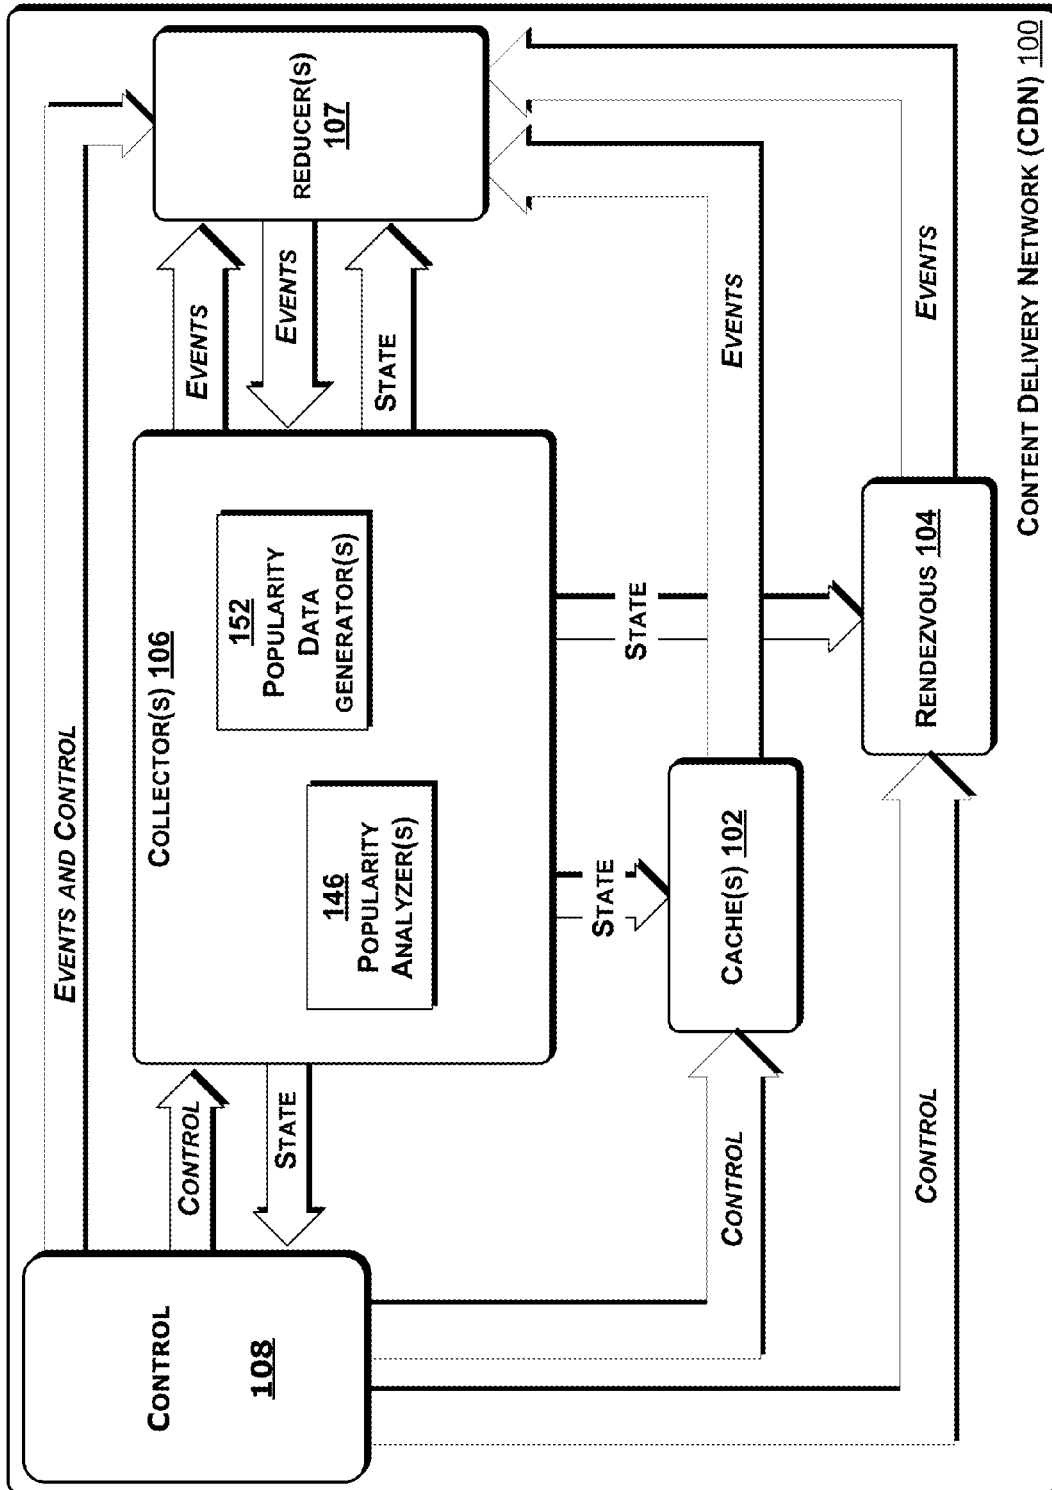 EVENTS AND CONTROL
CONTROL
108
CONTROL
STATE
COLLECTOR(S) 106
146
POPULARITY
ANALYZER(S)
152
POPULARITY
DATA
GENERATOR(S)
EVENTS
EVENTS
STATE
REDUCER(S)
107
STATE
STATE
CONTROL
CACHE(S) 102
EVENTS
CONTROL
RENDEZVOUS 104
EVENTS
CONTENT DELIVERY NETWORK (CDN) 100